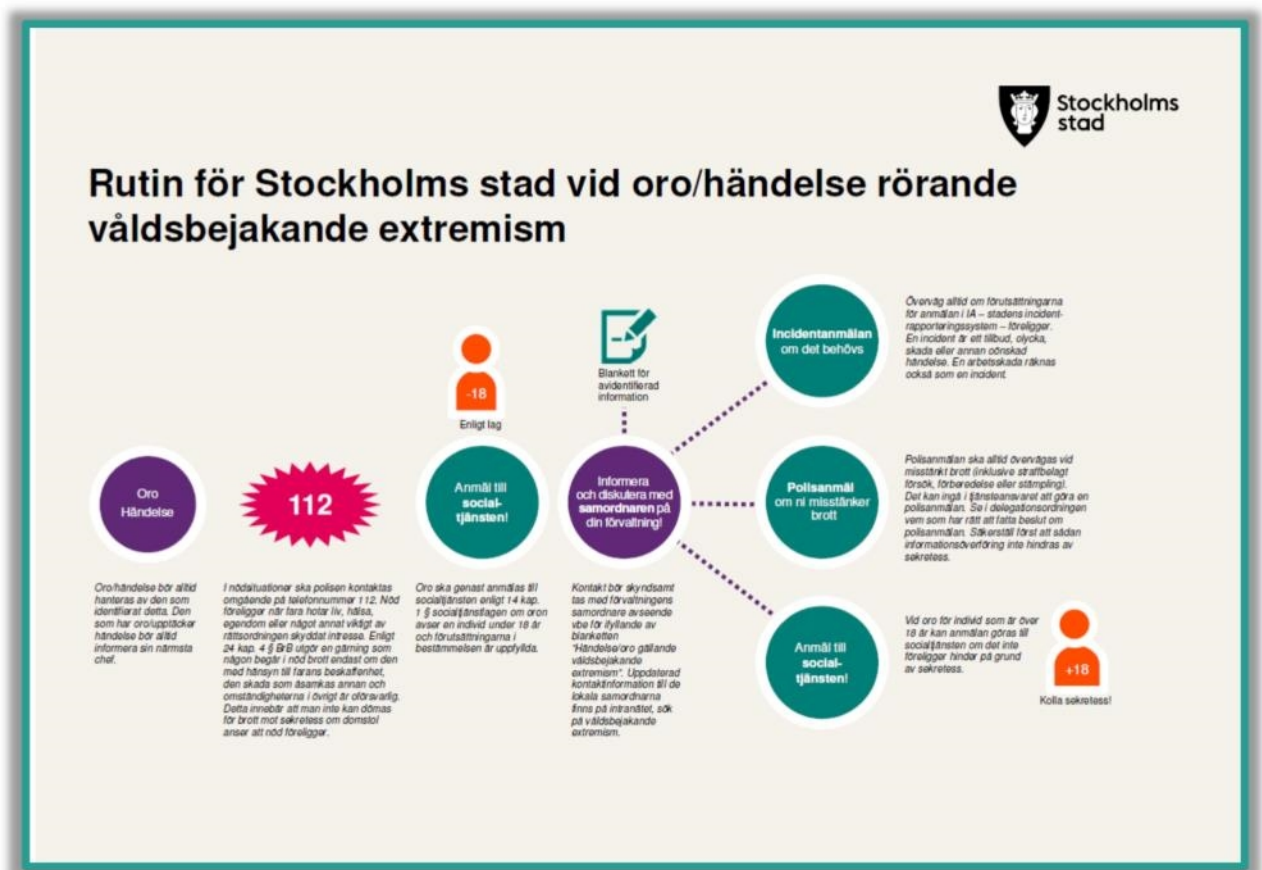 Stockholms
stad
Rutin för Stockholms stad vid oro/händelse rörande
våldsbejakande extremism
Oro
Händelse
Oro/händelse bör alltid
hanteras av den som
identifierat detta. Den
som har oro/upptäcker
händelse bör alltid
informera sin närmsta
chef.
112
I nödsituationer ska polisen kontaktas
omgående på telefonnummer 112. Nöd
föreligger när fara hotar liv, hälsa,
egendom eller något annat viktigt av
rättsordningen skyddat intresse. Enligt
24 kap. 4 § BrB utgör en gärning som
någon begår i nöd brott endast om den
med hänsyn till farans beskaffenhet,
den skada som åsamkas annan och
omständigheterna i övrigt är oförsvarlig.
Detta innebär att man inte kan dömas
för brott mot sekretess om domstol
anser att nöd föreligger.
-18
Enligt lag
Anmäl till
social-
tjänsten!
Oro ska genast anmälas till
socialtjänsten enligt 14 kap.
1 § socialtjänstlagen om oron
avser en individ under 18 år
och förutsättningarna i
bestämmelsen är uppfyllda.
Blankett för
avidentifierad
information
Informera
och diskutera med
samordnaren på
din förvaltning!
Kontakt bör skyndsamt
tas med förvaltningens
samordnare avseende
vbe för ifyllande av
blanketten
"Händelse/oro gällande
våldsbejakande
extremism". Uppdaterad
kontaktinformation till de
lokala samordnarna
finns på intranätet, sök
på våldsbejakande
extremism.
Incidentanmälan
om det behövs
Överväg alltid om förutsättningarna
för anmälan i IA – stadens incident-
rapporteringssystem – föreligger.
En incident är ett tillbud, olycka,
skada eller annan oönskad
händelse. En arbetsskada räknas
också som en incident.
Polisanmäl
om ni misstänker
brott
Polisanmälan ska alltid övervägas vid
misstänkt brott (inklusive straffbelagt
försök, förberedelse eller stämpling).
Det kan ingå i tjänsteansvaret att göra en
polisanmälan. Se i delegationsordningen
vem som har rätt att fatta beslut om
polisanmälan. Säkerställ först att sådan
informationsöverföring inte hindras av
sekretess.
Anmäl till
social-
tjänsten!
Vid oro för individ som är över
18 år kan anmälan göras till
socialtjänsten om det inte
föreligger hinder på grund
av sekretess.
+18
Kolla sekretess!